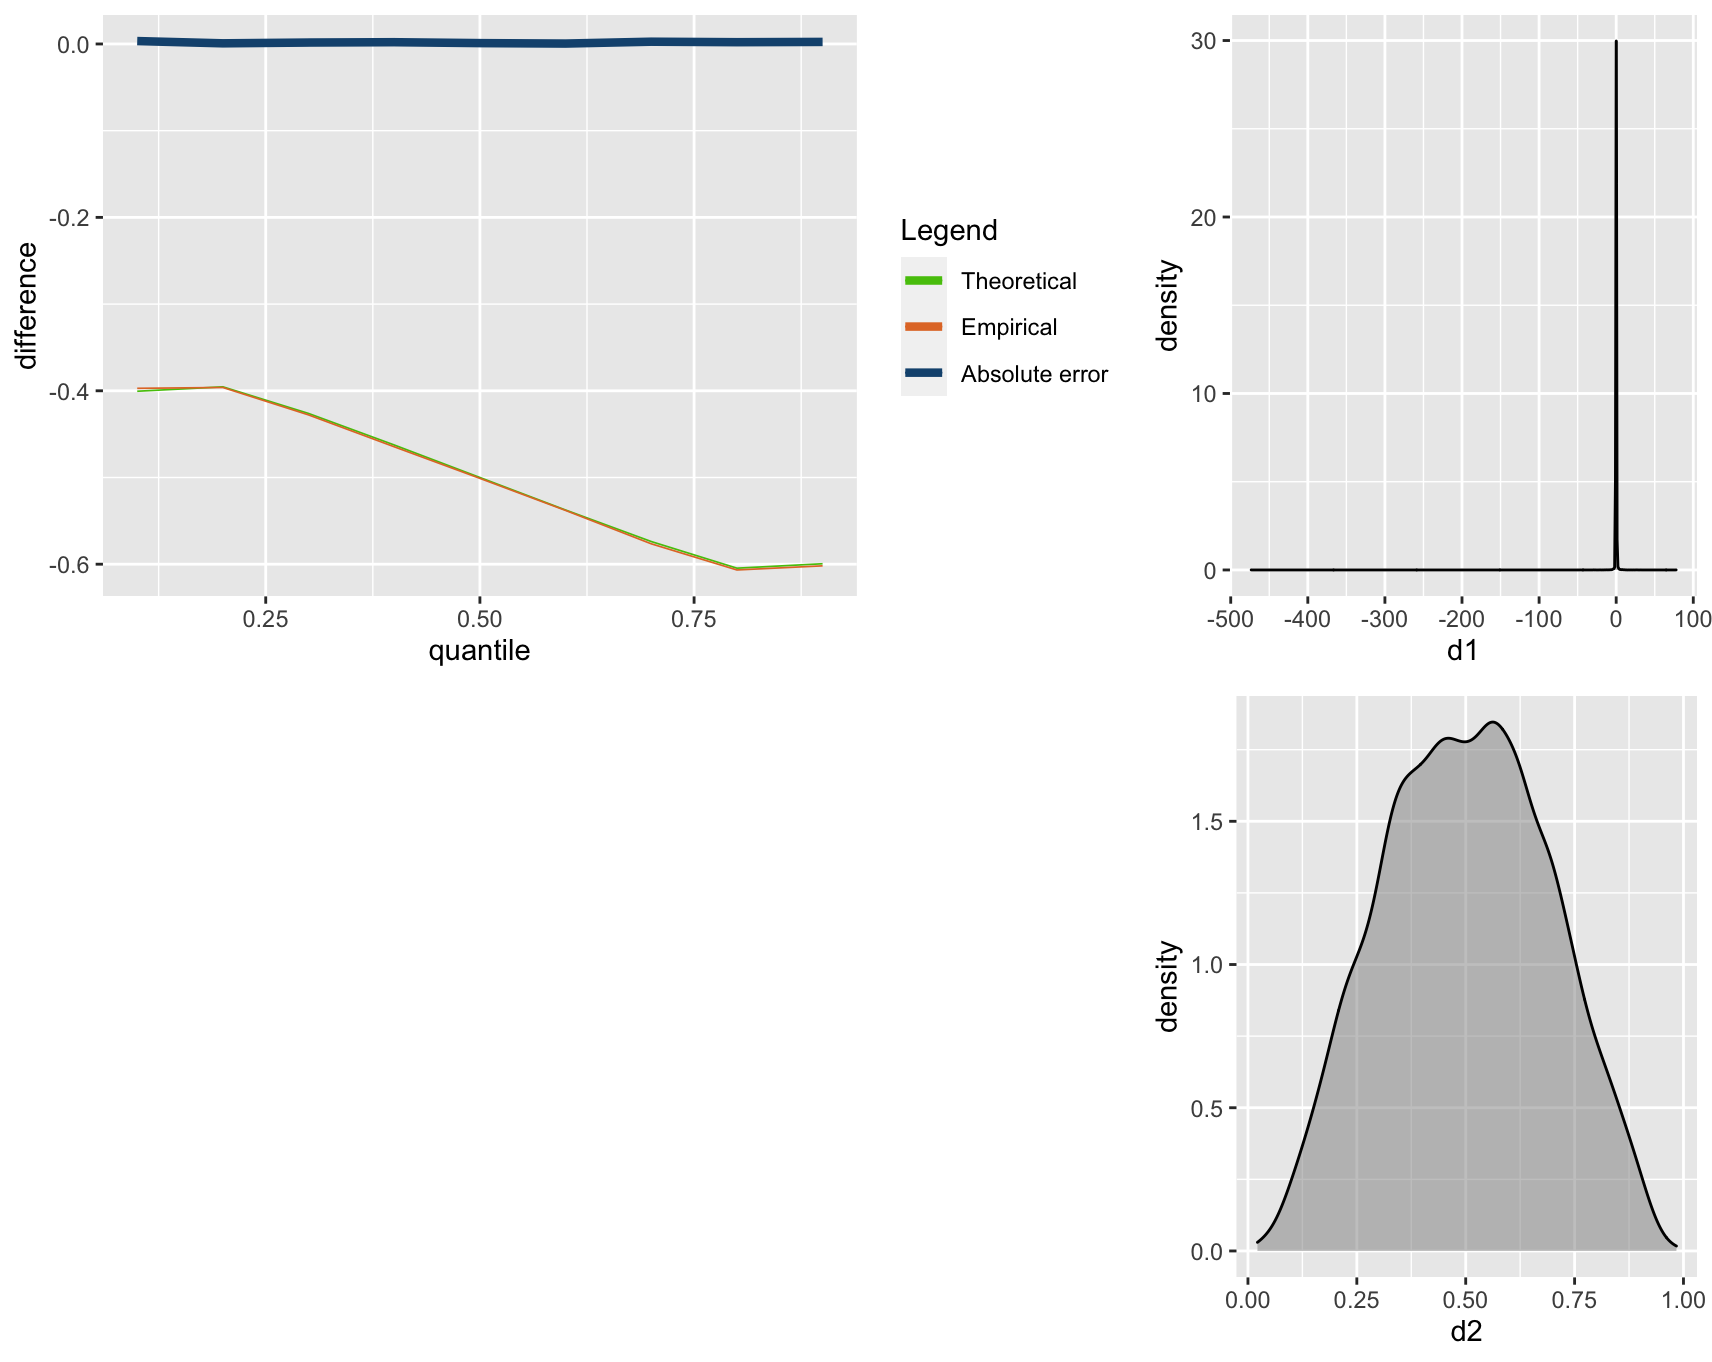 0.0
-0.2
-0.4
-0.6
difference
0.25 0.50 0.75
quantile
Legend
Theoretical
Empirical
Absolute error
30
20
10
0
density
-500 -400 -300 -200 -100 0 100
d1
1.5
1.0
0.5
0.0
density
0.00 0.25 0.50 0.75 1.00
d2